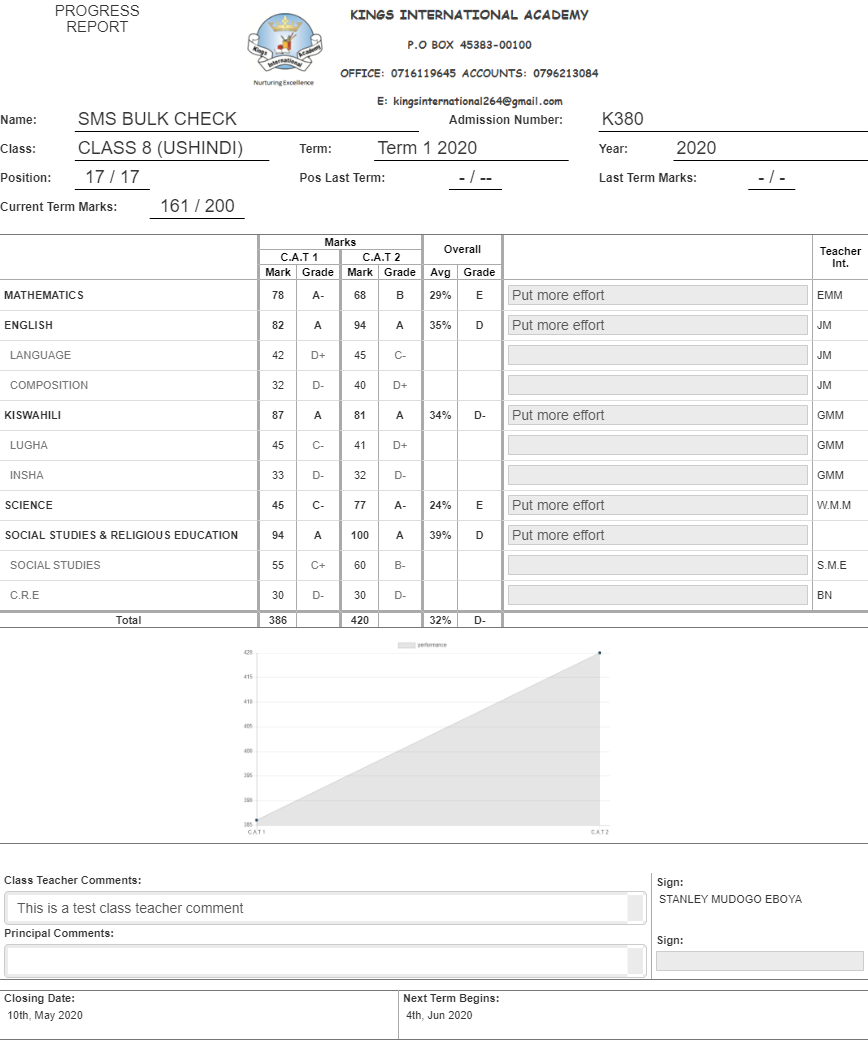 PROGRESS
REPORT
Kings International Academy
Nurturing Excellence
KINGS INTERNATIONAL ACADEMY
P.O BOX 45383-00100
OFFICE: 0716119645 ACCOUNTS: 0796213084
E: kingsinternational264@gmail.com
Name: SMS BULK CHECK Admission Number: K380
Class: CLASS 8 (USHINDI) Term: Term 1 2020 Year: 2020
Position: 17 / 17 Pos Last Term: - / -- Last Term Marks: - / -
Current Term Marks: 161 / 200
Marks Overall Teacher Int.
C.A.T 1 C.A.T 2
Mark Grade Mark Grade Avg Grade
MATHEMATICS 78 A- 68 B 29% E Put more effort EMM
ENGLISH 82 A 94 A 35% D Put more effort JM
LANGUAGE 42 D+ 45 C- JM
COMPOSITION 32 D- 40 D+ JM
KISWAHILI 87 A 81 A 34% D- Put more effort GMM
LUGHA 45 C- 41 D+ GMM
INSHA 33 D- 32 D- GMM
SCIENCE 45 C- 77 A- 24% E Put more effort W.M.M
SOCIAL STUDIES & RELIGIOUS EDUCATION 94 A 100 A 39% D Put more effort
SOCIAL STUDIES 55 C+ 60 B- S.M.E
C.R.E 30 D- 30 D- BN
Total 386 420 32% D-
performance
420
415
410
405
400
395
390
385
C.A.T 1 C.A.T 2
Class Teacher Comments: Sign:
This is a test class teacher comment STANLEY MUDOGO EBOYA
Principal Comments: Sign:
Closing Date: Next Term Begins:
10th, May 2020 4th, Jun 2020